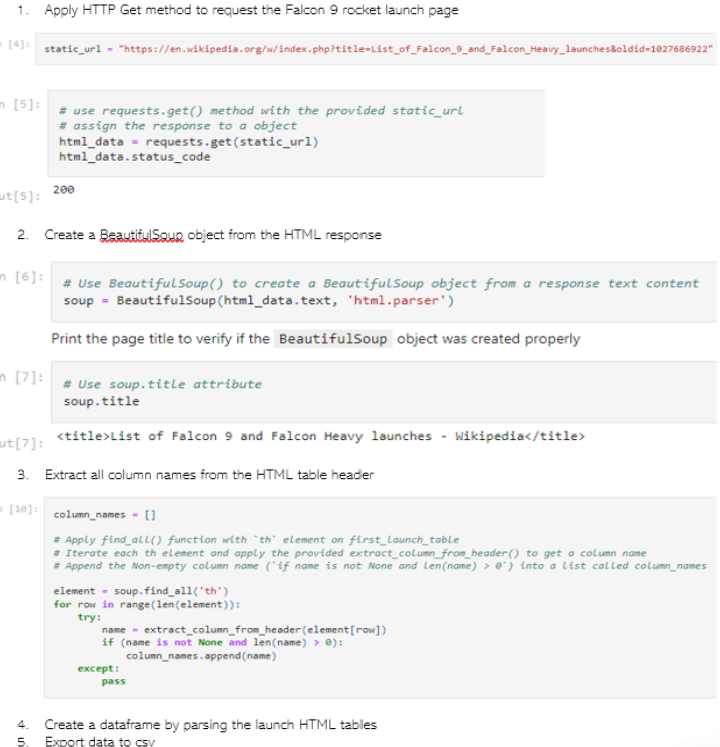 1. Apply HTTP Get method to request the Falcon 9 rocket launch page
[4]: static_url = "https://en.wikipedia.org/w/index.php?title=List_of_Falcon_9_and_Falcon_Heavy_launches&oldid=1027686922"
n [5]: # use requests.get() method with the provided static_url
# assign the response to a object
html_data = requests.get(static_url)
html_data.status_code
ut[5]: 200
2. Create a BeautifulSoup object from the HTML response
n [6]: # Use BeautifulSoup() to create a BeautifulSoup object from a response text content
soup = BeautifulSoup(html_data.text, 'html.parser')
Print the page title to verify if the BeautifulSoup object was created properly
n [7]: # Use soup.title attribute
soup.title
ut[7]: <title>List of Falcon 9 and Falcon Heavy launches - Wikipedia</title>
3. Extract all column names from the HTML table header
[10]: column_names = []
# Apply find_all() function with `th` element on first_launch_table
# Iterate each th element and apply the provided extract_column_from_header() to get a column name
# Append the Non-empty column name (`if name is not None and len(name) > 0`) into a list called column_names
element = soup.find_all('th')
for row in range(len(element)):
try:
name = extract_column_from_header(element[row])
if (name is not None and len(name) > 0):
column_names.append(name)
except:
pass
4. Create a dataframe by parsing the launch HTML tables
5. Export data to csv